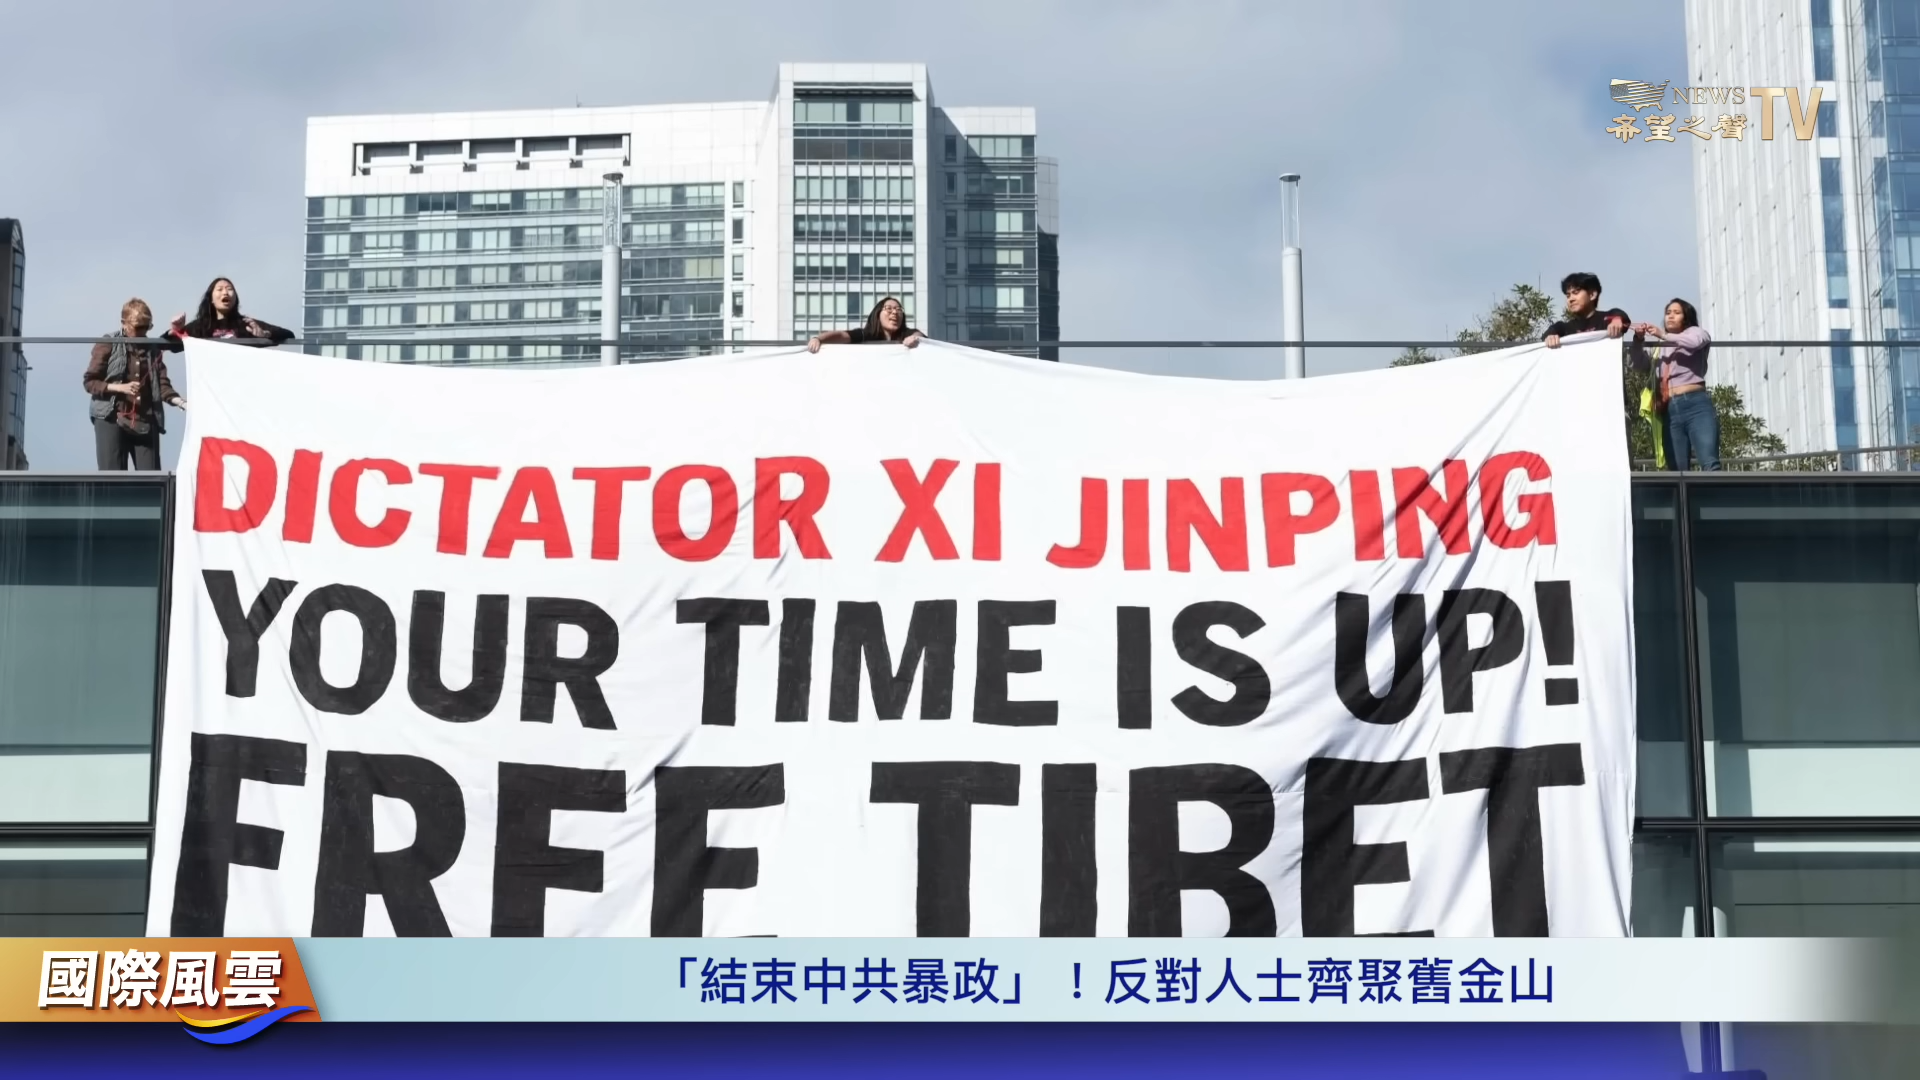 NEWS
希望之聲 TV
DICTATOR XI JINPING
YOUR TIME IS UP!
FREE TIBET
國際風雲
「結束中共暴政」！反對人士齊聚舊金山